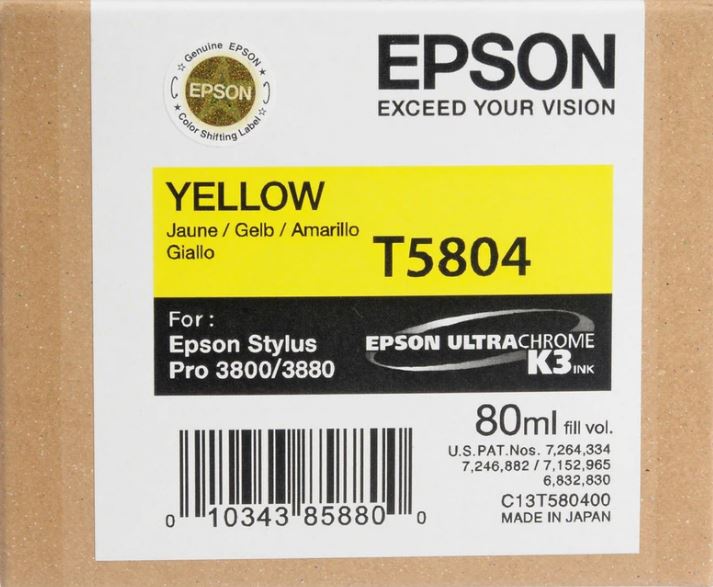 Genuine EPSON
EPSON
Color Shifting Label
EPSON
EXCEED YOUR VISION
YELLOW
Jaune / Gelb / Amarillo
Giallo
T5804
For :
Epson Stylus
Pro 3800/3880
EPSON ULTRACHROME
K3 INK
80ml fill vol.
U.S.PAT.Nos. 7,264,334
7,246,882 / 7,152,965
6,832,830
C13T580400
MADE IN JAPAN
0 10343 85880 0